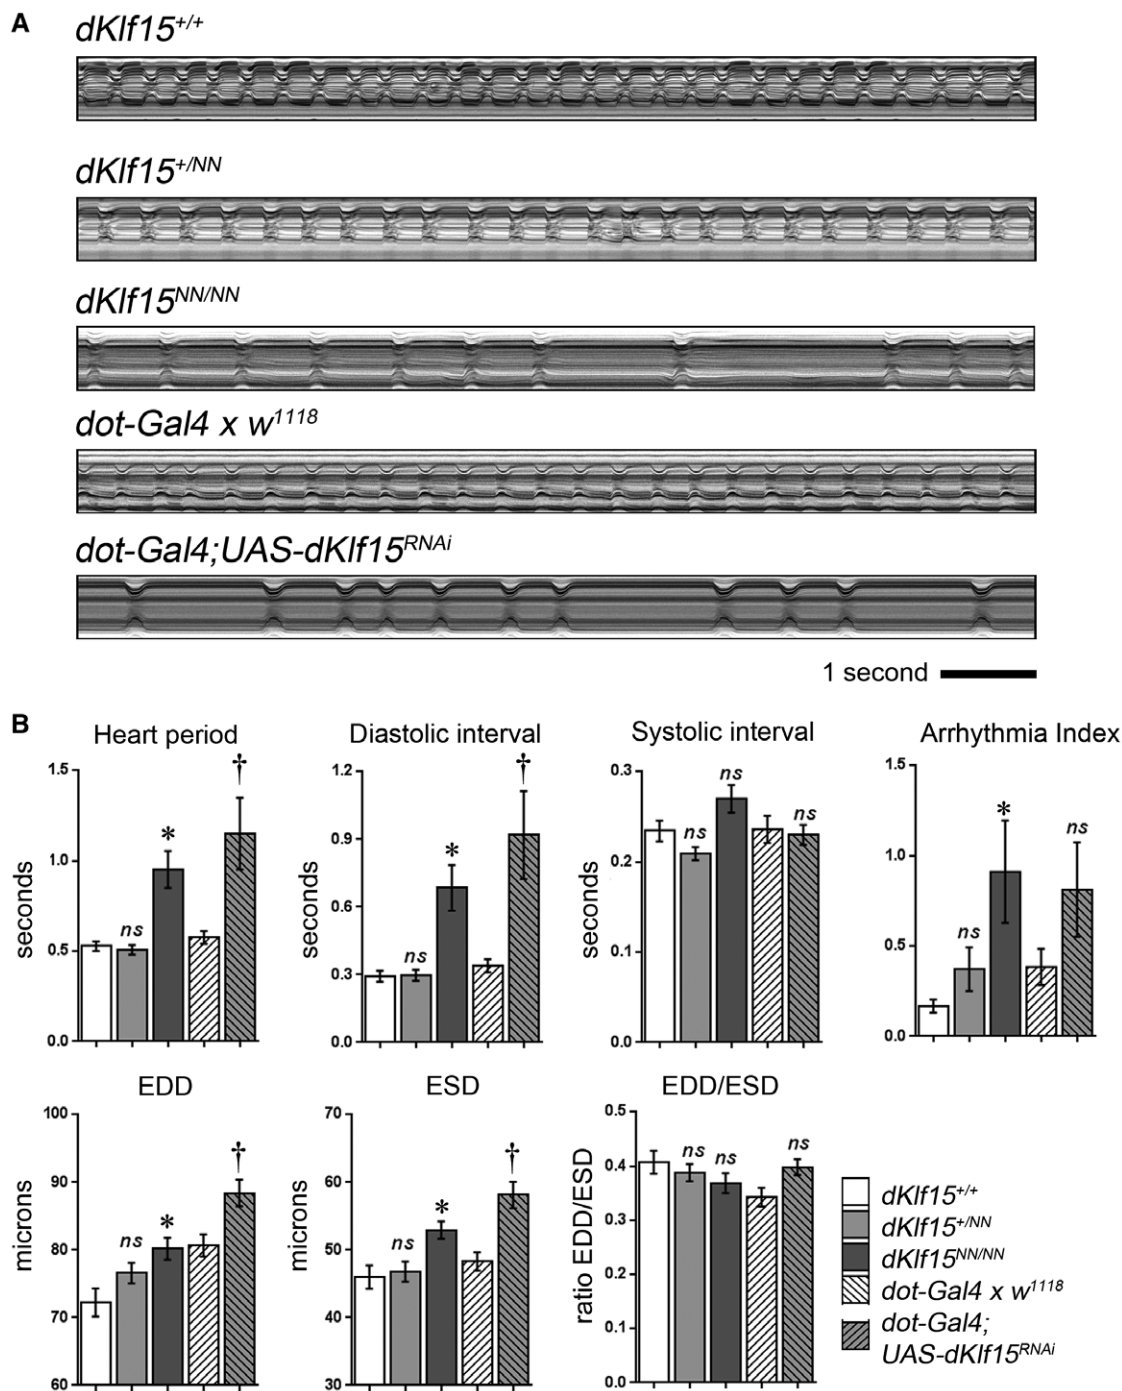 A
dKlf15+/+
dKlf15+/NN
dKlf15NN/NN
dot-Gal4 x w1118
dot-Gal4;UAS-dKlf15RNAi
1 second
B
Heart period
Diastolic interval
Systolic interval
Arrhythmia Index
seconds
1.5
1.0
0.5
0.0
ns
*
†
seconds
1.2
0.9
0.6
0.3
0.0
ns
*
†
seconds
0.3
0.2
0.1
0.0
ns
ns
ns
1.5
1.0
0.5
0.0
ns
*
ns
EDD
ESD
EDD/ESD
microns
100
90
80
70
60
ns
*
†
microns
70
60
50
40
30
ns
*
†
ratio EDD/ESD
0.5
0.4
0.3
0.2
0.1
0.0
ns
ns
ns
dKlf15+/+
dKlf15+/NN
dKlf15NN/NN
dot-Gal4 x w1118
dot-Gal4;
UAS-dKlf15RNAi